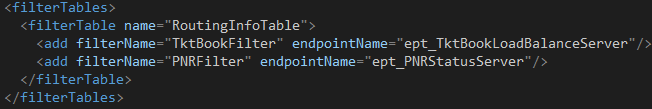 <filterTables>
<filterTable name="RoutingInfoTable">
<add filterName="TktBookFilter" endpointName="ept_TktBookLoadBalanceServer"/>
<add filterName="PNRFilter" endpointName="ept_PNRStatusServer"/>
</filterTable>
</filterTables>